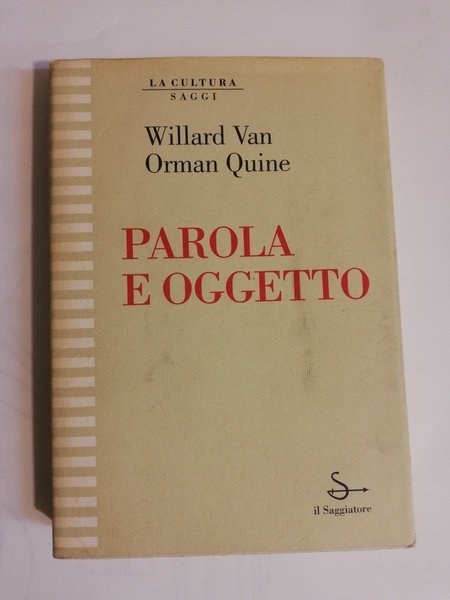 LA CULTURA
SAGGI
Willard Van
Orman Quine
PAROLA
E OGGETTO
il Saggiatore